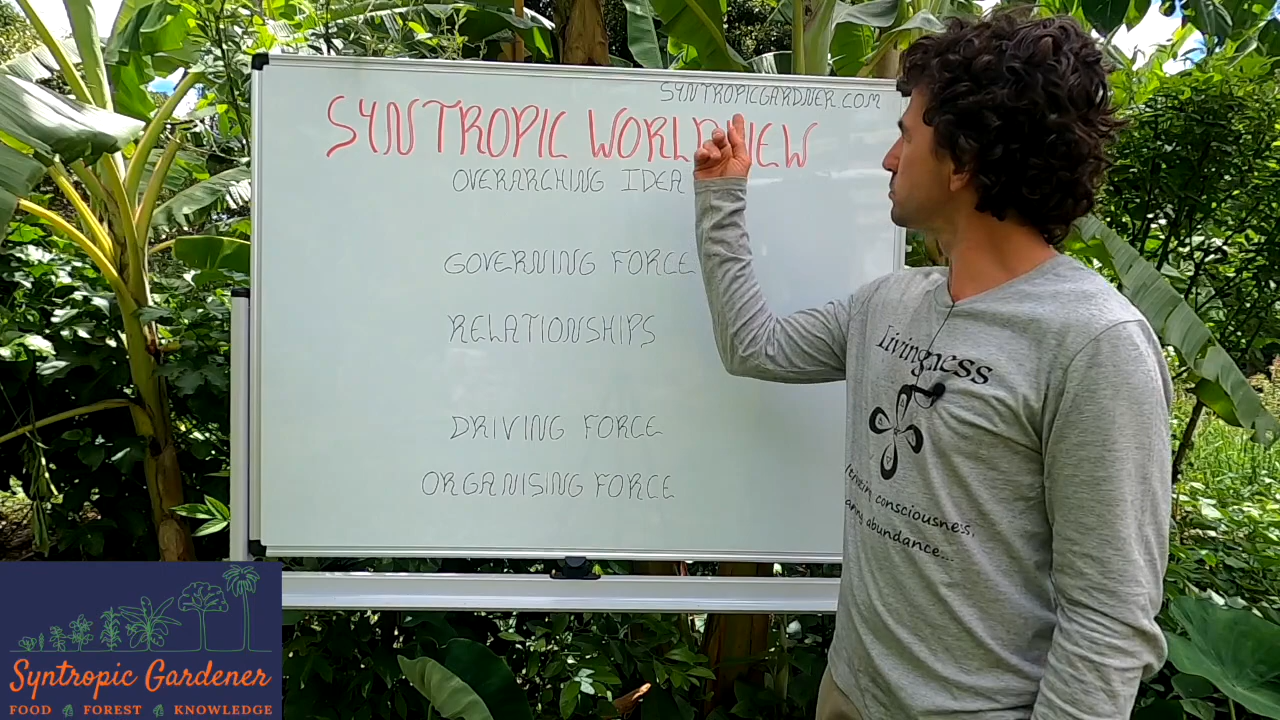 SYNTROPICGARDNER.COM
SYNTROPIC WORLDVIEW
OVERARCHING IDEA
GOVERNING FORCE
RELATIONSHIPS
DRIVING FORCE
ORGANISING FORCE
Livingness
consciousness,
abundance...
Syntropic Gardener
FOOD FOREST KNOWLEDGE